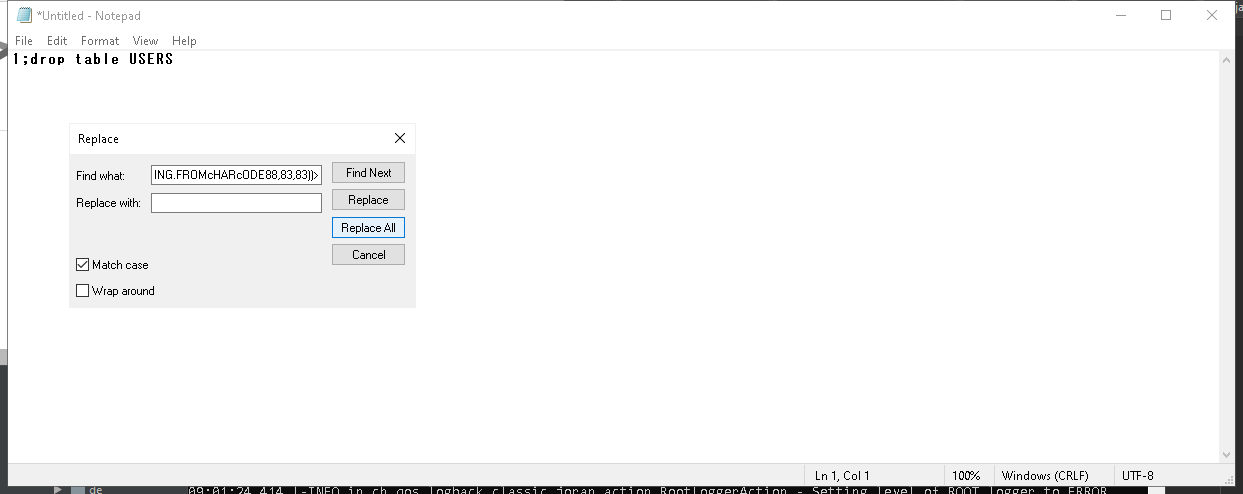 *Untitled - Notepad
File Edit Format View Help
1;drop table USERS
Replace
Find what: ING.FROMcHARcODE88,83,83))> Find Next
Replace with: Replace
Replace All
Cancel
Match case
Wrap around
Ln 1, Col 1 100% Windows (CRLF) UTF-8
de 09:01:24,414 |-INFO in ch.qos.logback.classic.joran.action.RootLoggerAction - Setting level of ROOT logger to ERROR